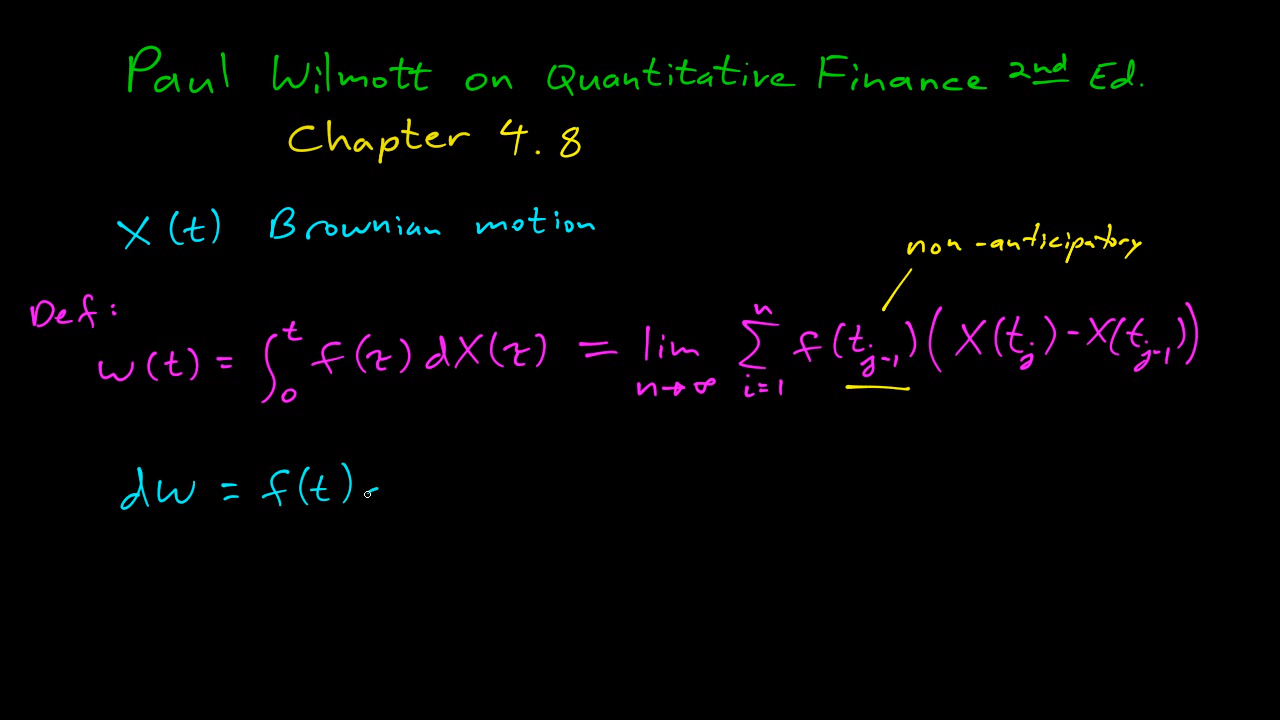 Paul Wilmott on Quantitative Finance 2nd Ed.
Chapter 4.8
X(t) Brownian motion
non-anticipatory
Def:
W(t) = ∫₀ᵗ f(τ) dX(τ) = lim_{n→∞} Σ_{i=1}^{n} f(t_{j-1}) (X(t_j) - X(t_{j-1}))
dW = f(t)